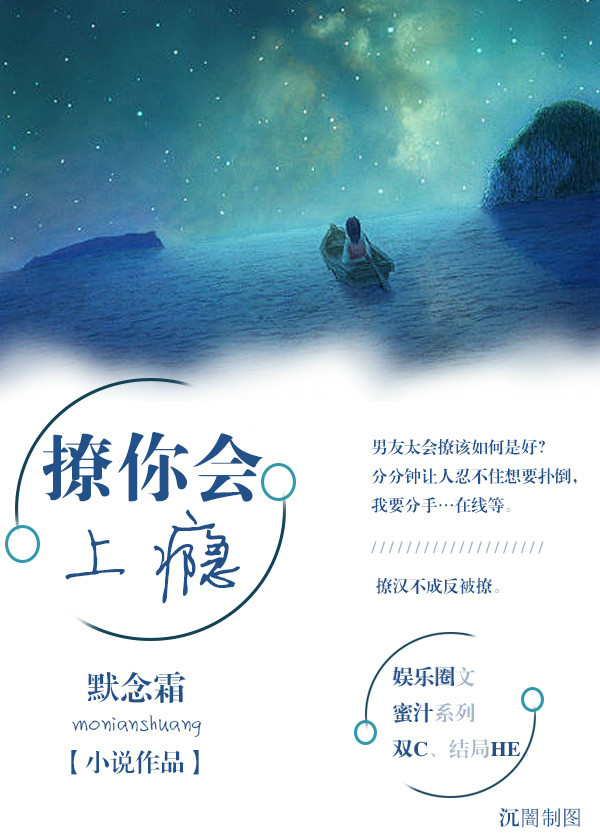 撩你会
上瘾
默念霜
monianshuang
【小说作品】
男友太会撩该如何是好?
分分钟让人忍不住想要扑倒，
我要分手…在线等。
////////////////////
撩汉不成反被撩。
娱乐圈文
蜜汁系列
双C、结局HE
沉闇制图